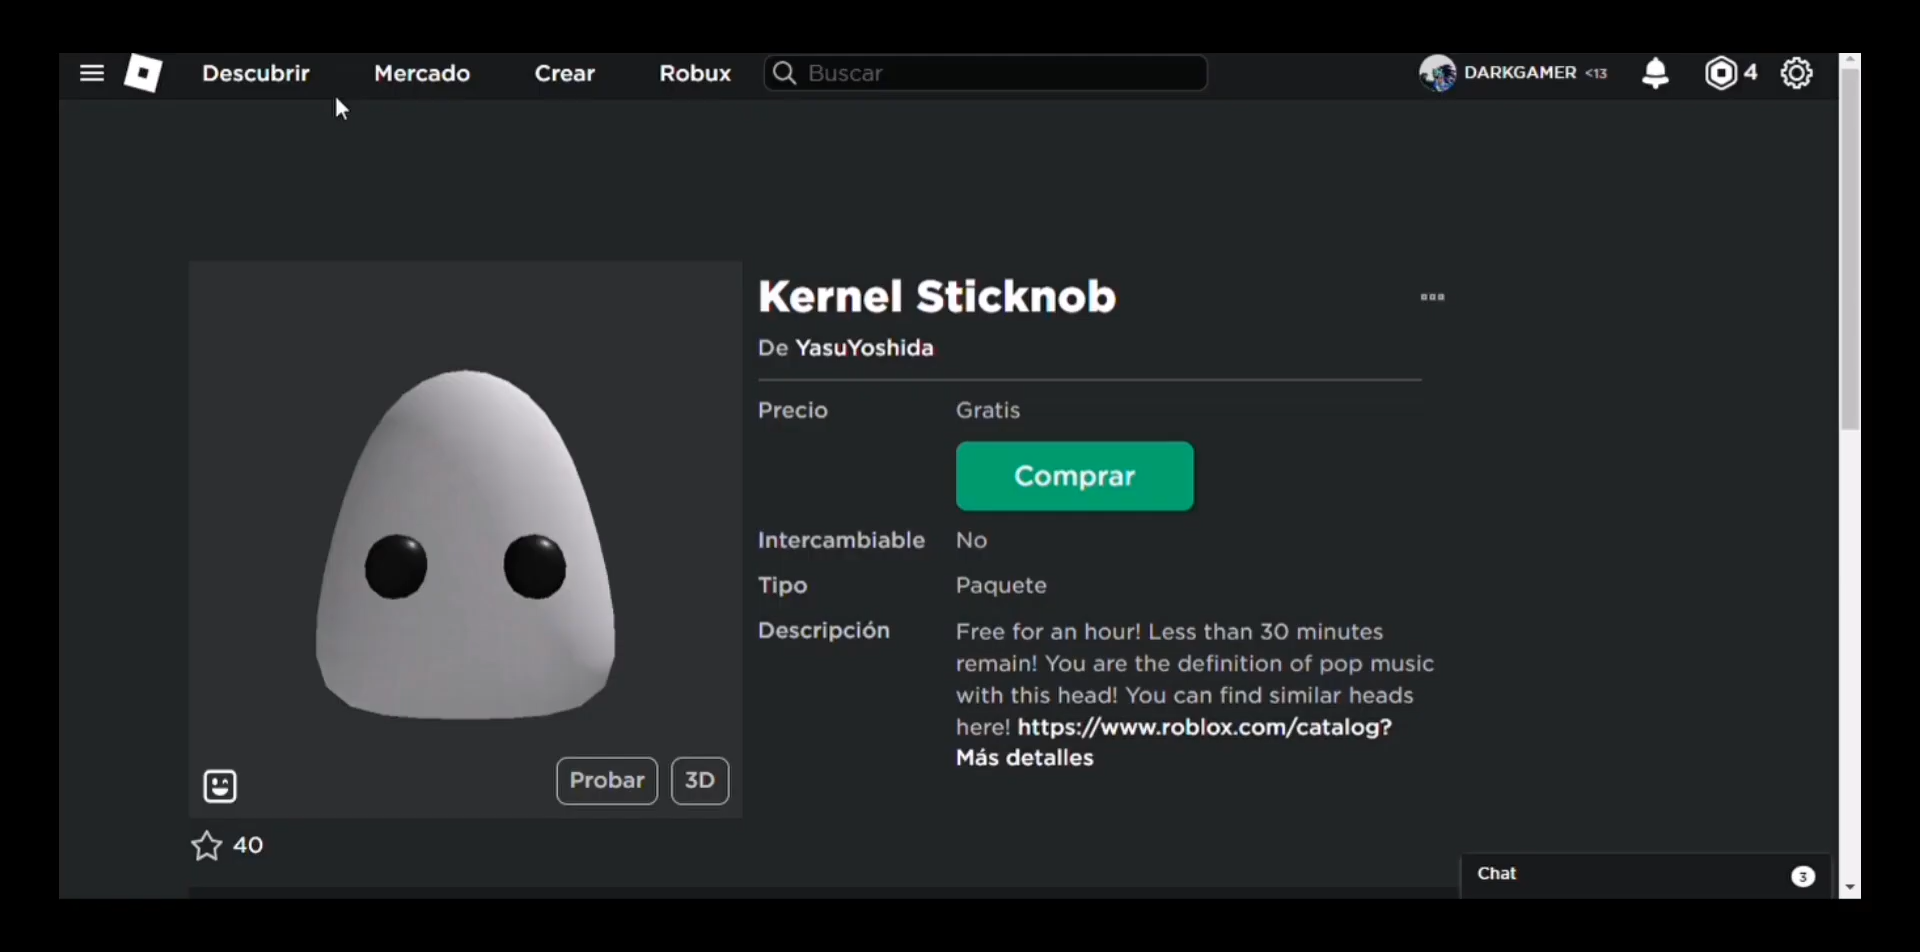 Descubrir Mercado Crear Robux Buscar DARKGAMER <13 4
Kernel Sticknob
De YasuYoshida
Precio Gratis
Comprar
Intercambiable No
Tipo Paquete
Descripción Free for an hour! Less than 30 minutes
remain! You are the definition of pop music
with this head! You can find similar heads
here! https://www.roblox.com/catalog?
Más detalles
Probar 3D
40
Chat 3